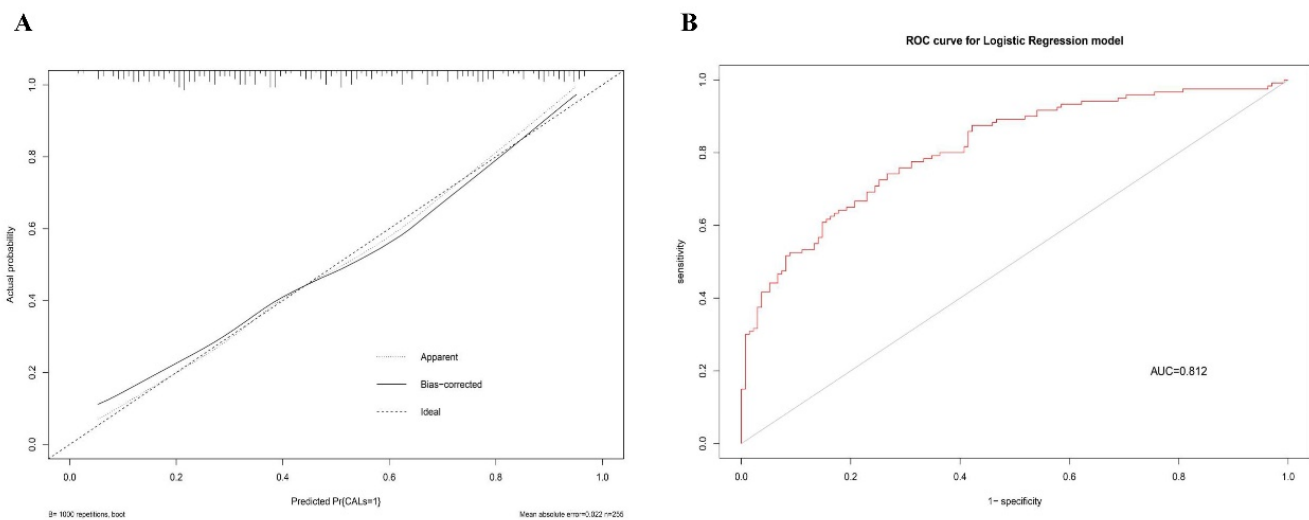 A
Actual probability
1.0
0.8
0.6
0.4
0.2
0.0
Apparent
Bias-corrected
Ideal
0.0 0.2 0.4 0.6 0.8 1.0
Predicted Pr{CALs=1}
B= 1000 repetitions, boot
Mean absolute error=0.022 n=255
B
ROC curve for Logistic Regression model
sensitivity
1.0
0.8
0.6
0.4
0.2
0.0
AUC=0.812
0.0 0.2 0.4 0.6 0.8 1.0
1- specificity